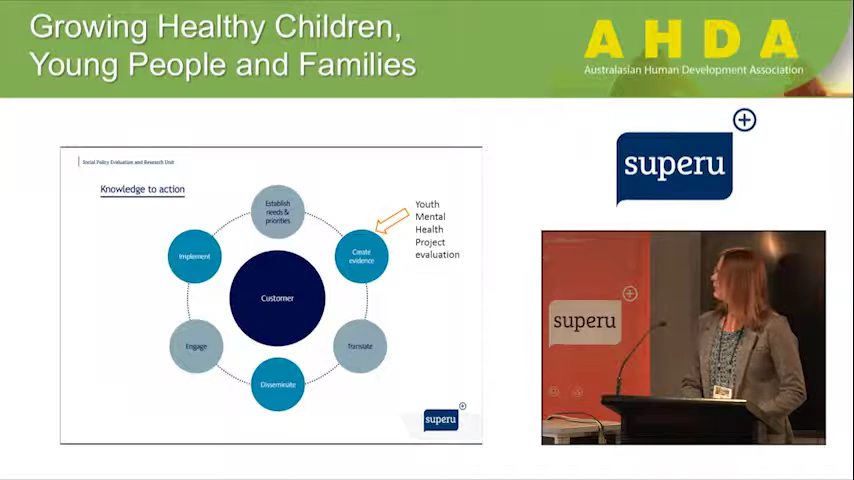 Growing Healthy Children,
Young People and Families
AHDA
Australasian Human Development Association
superu
Social Policy Evaluation and Research Unit
Knowledge to action
Establish
needs &
priorities
Create
evidence
Translate
Disseminate
Engage
Implement
Customer
Youth
Mental
Health
Project
evaluation
superu
superu